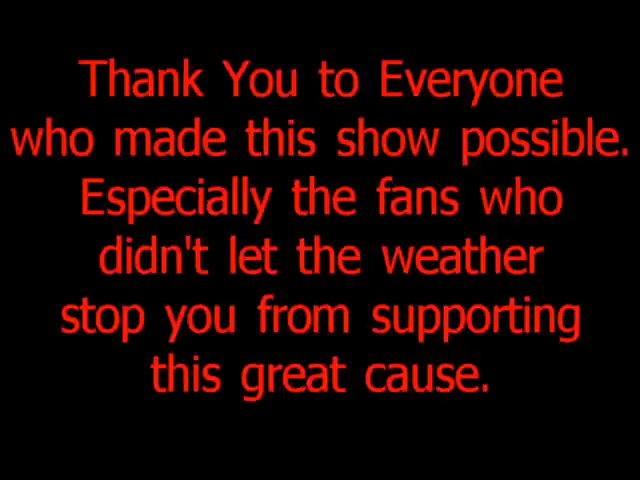 Thank You to Everyone
who made this show possible.
Especially the fans who
didn't let the weather
stop you from supporting
this great cause.